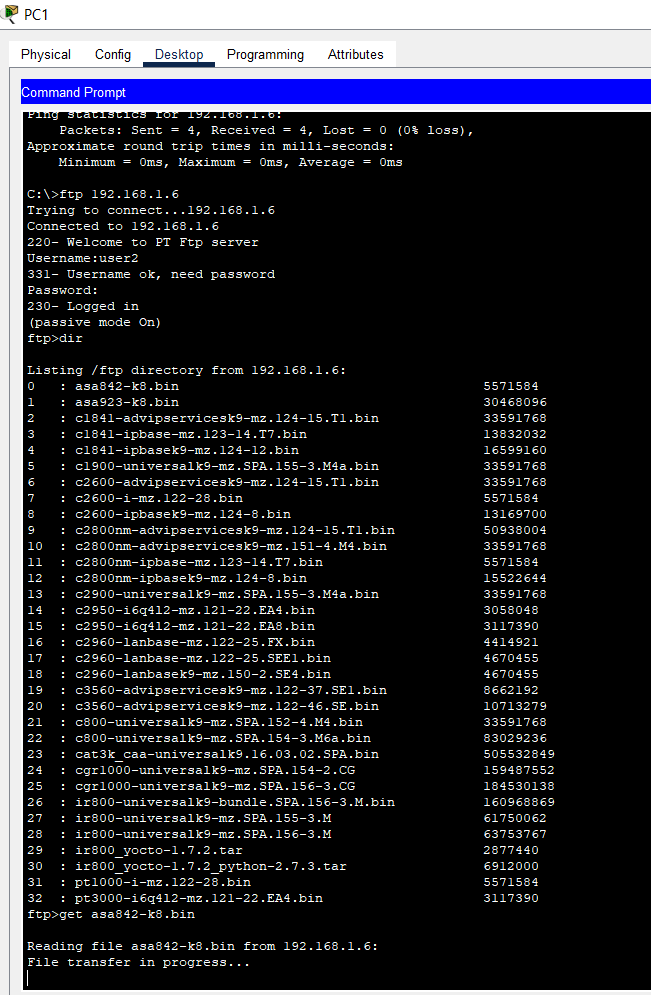 PC1
Physical Config Desktop Programming Attributes
Command Prompt
Ping statistics for 192.168.1.6:
Packets: Sent = 4, Received = 4, Lost = 0 (0% loss),
Approximate round trip times in milli-seconds:
Minimum = 0ms, Maximum = 0ms, Average = 0ms
C:\>ftp 192.168.1.6
Trying to connect...192.168.1.6
Connected to 192.168.1.6
220- Welcome to PT Ftp server
Username:user2
331- Username ok, need password
Password:
230- Logged in
(passive mode On)
ftp>dir
Listing /ftp directory from 192.168.1.6:
0 : asa842-k8.bin 5571584
1 : asa923-k8.bin 30468096
2 : c1841-advipservicesk9-mz.124-15.T1.bin 33591768
3 : c1841-ipbase-mz.123-14.T7.bin 13832032
4 : c1841-ipbasek9-mz.124-12.bin 16599160
5 : c1900-universalk9-mz.SPA.155-3.M4a.bin 33591768
6 : c2600-advipservicesk9-mz.124-15.T1.bin 33591768
7 : c2600-i-mz.122-28.bin 5571584
8 : c2600-ipbasek9-mz.124-8.bin 13169700
9 : c2800nm-advipservicesk9-mz.124-15.T1.bin 50938004
10 : c2800nm-advipservicesk9-mz.151-4.M4.bin 33591768
11 : c2800nm-ipbase-mz.123-14.T7.bin 5571584
12 : c2800nm-ipbasek9-mz.124-8.bin 15522644
13 : c2900-universalk9-mz.SPA.155-3.M4a.bin 33591768
14 : c2950-i6q4l2-mz.121-22.EA4.bin 3058048
15 : c2950-i6q4l2-mz.121-22.EA8.bin 3117390
16 : c2960-lanbase-mz.122-25.FX.bin 4414921
17 : c2960-lanbase-mz.122-25.SEE1.bin 4670455
18 : c2960-lanbasek9-mz.150-2.SE4.bin 4670455
19 : c3560-advipservicesk9-mz.122-37.SE1.bin 8662192
20 : c3560-advipservicesk9-mz.122-46.SE.bin 10713279
21 : c800-universalk9-mz.SPA.152-4.M4.bin 33591768
22 : c800-universalk9-mz.SPA.154-3.M6a.bin 83029236
23 : cat3k_caa-universalk9.16.03.02.SPA.bin 505532849
24 : cgr1000-universalk9-mz.SPA.154-2.CG 159487552
25 : cgr1000-universalk9-mz.SPA.156-3.CG 184530138
26 : ir800-universalk9-bundle.SPA.156-3.M.bin 160968869
27 : ir800-universalk9-mz.SPA.155-3.M 61750062
28 : ir800-universalk9-mz.SPA.156-3.M 63753767
29 : ir800_yocto-1.7.2.tar 2877440
30 : ir800_yocto-1.7.2_python-2.7.3.tar 6912000
31 : pt1000-i-mz.122-28.bin 5571584
32 : pt3000-i6q4l2-mz.121-22.EA4.bin 3117390
ftp>get asa842-k8.bin
Reading file asa842-k8.bin from 192.168.1.6:
File transfer in progress...